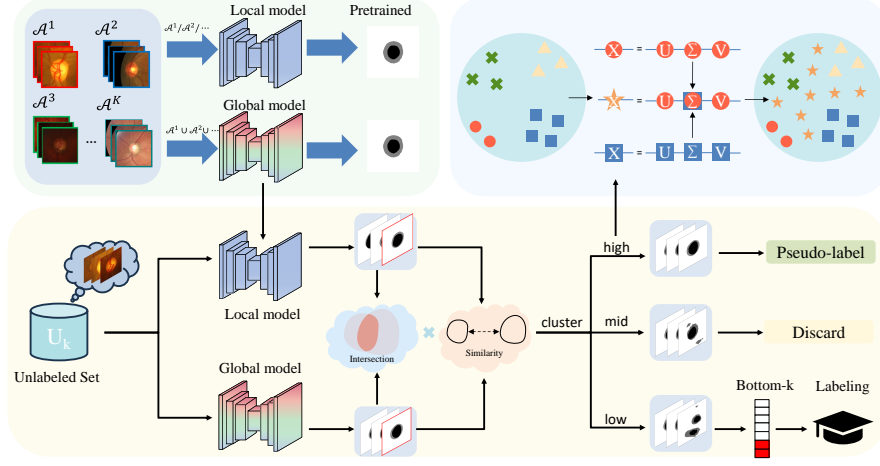 𝒜¹
𝒜²
𝒜³
...
𝒜ᴷ
𝒜¹/𝒜²/⋯
𝒜¹ ∪ 𝒜² ∪ ⋯
Local model
Global model
Pretrained
X = U Σ V
X = U Σ V
X = U Σ V
Uₖ
Unlabeled Set
Local model
Global model
Intersection
×
Similarity
cluster
high
mid
low
Pseudo-label
Discard
Bottom-k
Labeling